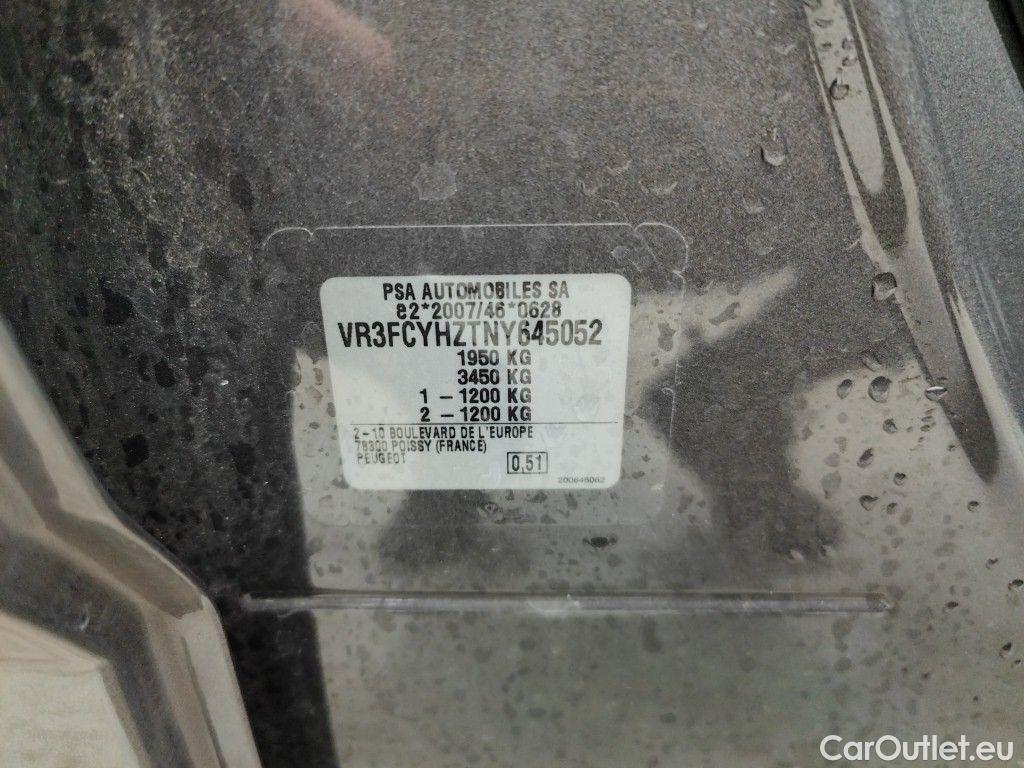 PSA AUTOMOBILES SA
e2*2007/46*0628
VR3FCYHZTNY645052
1950 KG
3450 KG
1 - 1200 KG
2 - 1200 KG
2-10 BOULEVARD DE L'EUROPE
78300 POISSY (FRANCE)
PEUGEOT
0,51
200646062
CarOutlet.eu